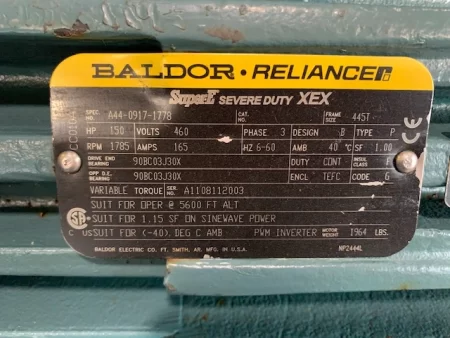 BALDOR • RELIANCE
Super-E SEVERE DUTY XEX
SPEC. NO. A44-0917-1778 CAT. NO. FRAME SIZE 445T
HP 150 VOLTS 460 PHASE 3 DESIGN B TYPE P
RPM 1785 AMPS 165 HZ 6-60 AMB 40°C SF 1.00
DRIVE END BEARING 90BC03J30X DUTY CONT INSUL CLASS F
OPP D.E. BEARING 90BC03J30X ENCL TEFC CODE G
VARIABLE TORQUE SER. NO. A1108112003
SUIT FOR OPER @ 5600 FT ALT
SUIT FOR 1.15 SF ON SINEWAVE POWER
SUIT FOR (-40) DEG C AMB PWM INVERTER MOTOR WEIGHT 1964 LBS.
BALDOR ELECTRIC CO. FT. SMITH, AR. MFG. IN U.S.A. NP2444L
CE
C US